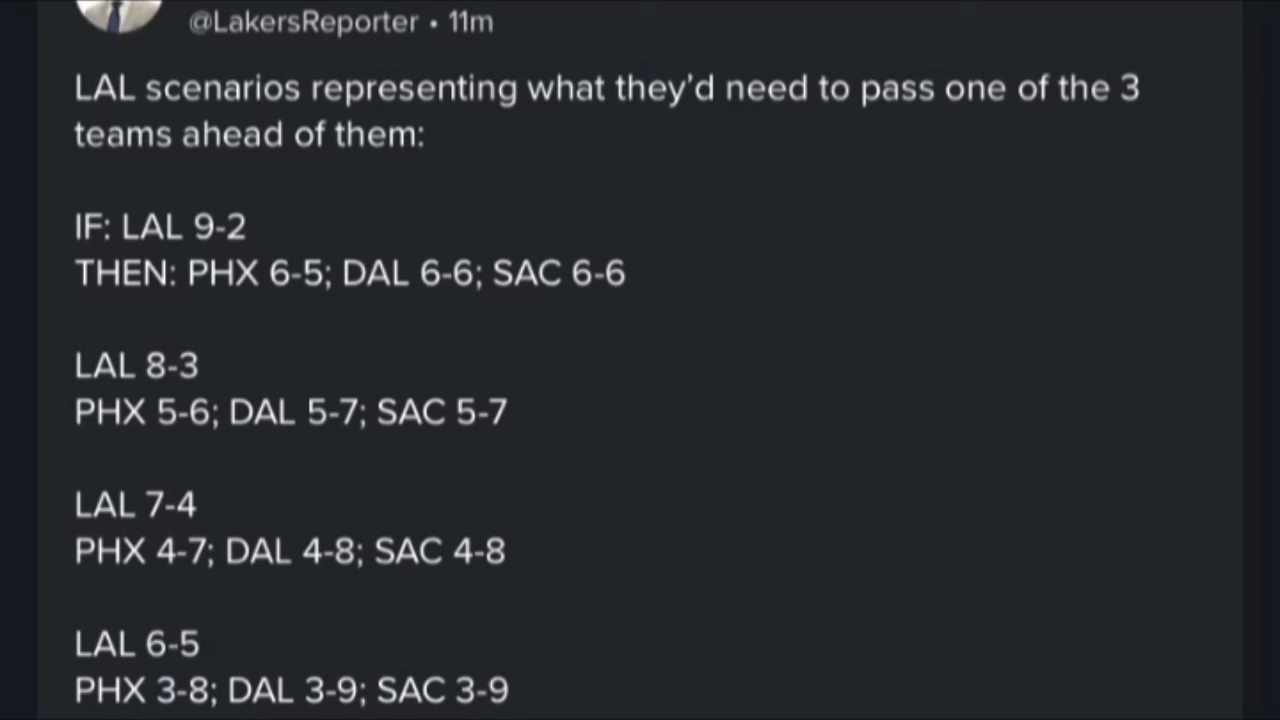 @LakersReporter • 11m
LAL scenarios representing what they'd need to pass one of the 3
teams ahead of them:
IF: LAL 9-2
THEN: PHX 6-5; DAL 6-6; SAC 6-6
LAL 8-3
PHX 5-6; DAL 5-7; SAC 5-7
LAL 7-4
PHX 4-7; DAL 4-8; SAC 4-8
LAL 6-5
PHX 3-8; DAL 3-9; SAC 3-9